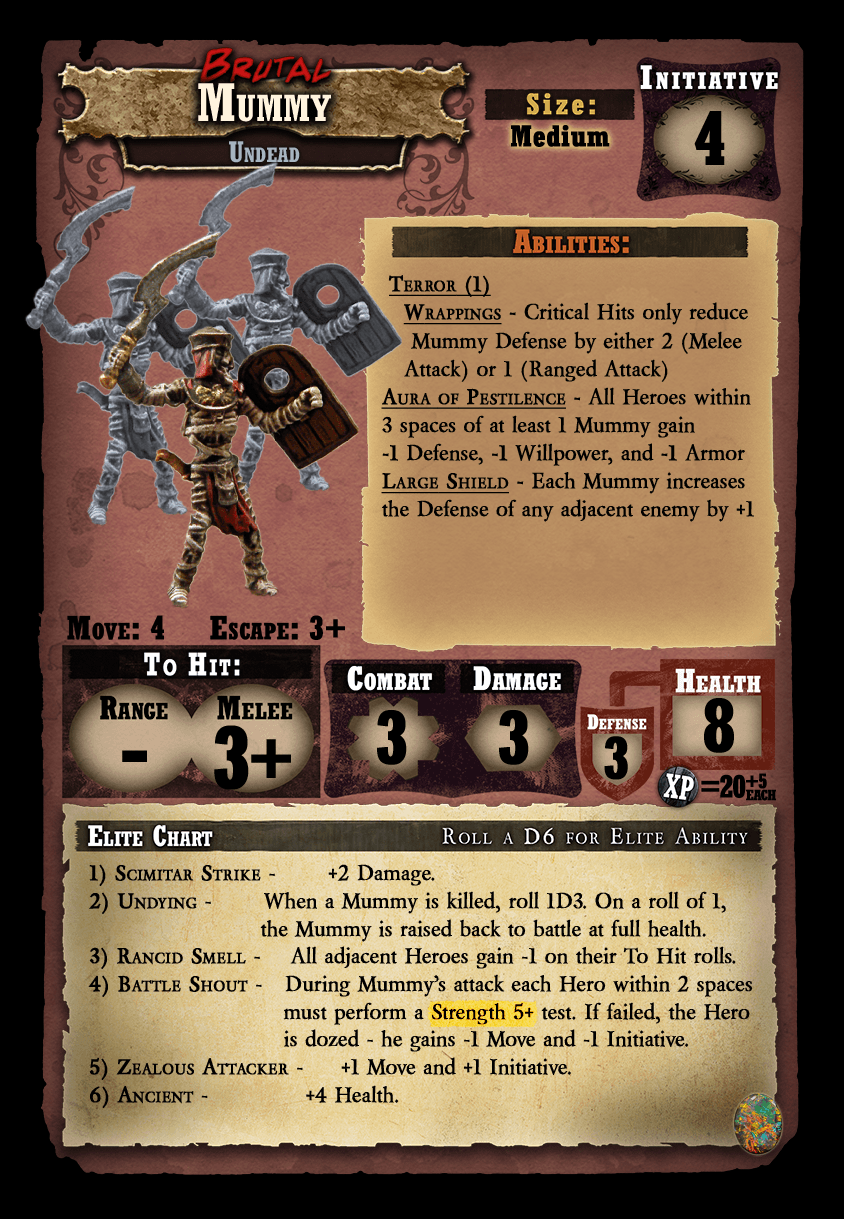 Brutal
Mummy
Undead
Size:
Medium
Initiative
4
Abilities:
Terror (1)
Wrappings - Critical Hits only reduce
Mummy Defense by either 2 (Melee
Attack) or 1 (Ranged Attack)
Aura of Pestilence - All Heroes within
3 spaces of at least 1 Mummy gain
-1 Defense, -1 Willpower, and -1 Armor
Large Shield - Each Mummy increases
the Defense of any adjacent enemy by +1
Move: 4 Escape: 3+
To Hit:
Range Melee
- 3+
Combat
3
Damage
3
Defense
3
Health
8
XP =20 +5 each
Elite Chart Roll a D6 for Elite Ability
1) Scimitar Strike - +2 Damage.
2) Undying - When a Mummy is killed, roll 1D3. On a roll of 1,
the Mummy is raised back to battle at full health.
3) Rancid Smell - All adjacent Heroes gain -1 on their To Hit rolls.
4) Battle Shout - During Mummy's attack each Hero within 2 spaces
must perform a Strength 5+ test. If failed, the Hero
is dozed - he gains -1 Move and -1 Initiative.
5) Zealous Attacker - +1 Move and +1 Initiative.
6) Ancient - +4 Health.